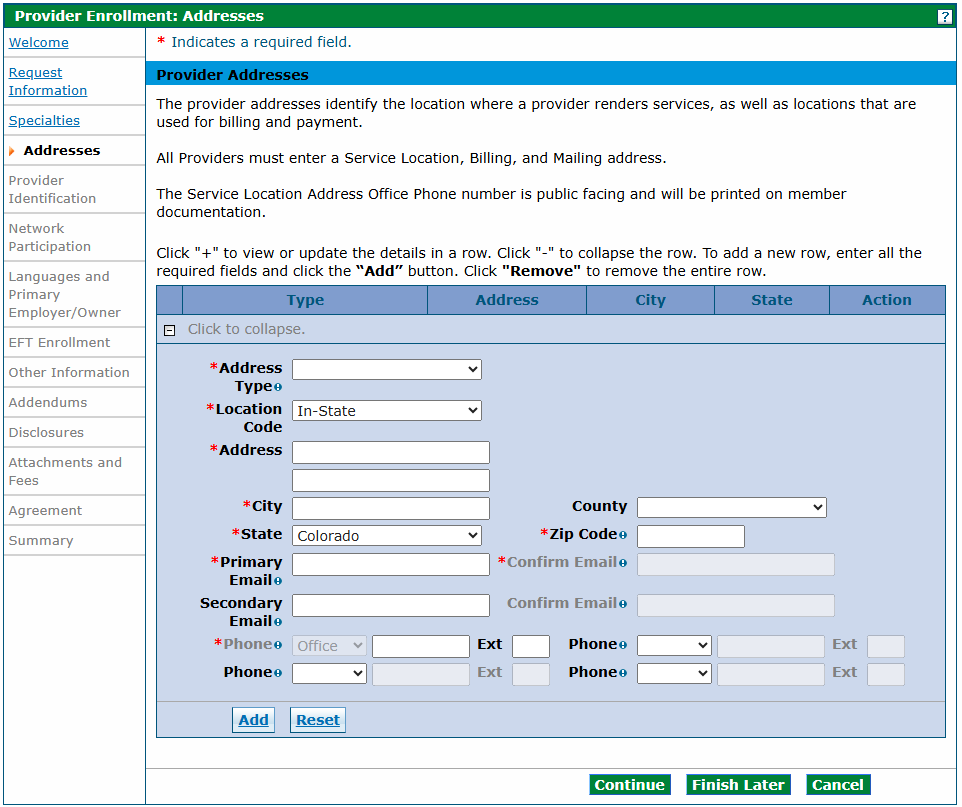 Provider Enrollment: Addresses
?
Welcome
Request
Information
Specialties
Addresses
Provider
Identification
Network
Participation
Languages and
Primary
Employer/Owner
EFT Enrollment
Other Information
Addendums
Disclosures
Attachments and
Fees
Agreement
Summary
* Indicates a required field.
Provider Addresses
The provider addresses identify the location where a provider renders services, as well as locations that are
used for billing and payment.
All Providers must enter a Service Location, Billing, and Mailing address.
The Service Location Address Office Phone number is public facing and will be printed on member
documentation.
Click "+" to view or update the details in a row. Click "-" to collapse the row. To add a new row, enter all the
required fields and click the “Add” button. Click "Remove" to remove the entire row.
Type Address City State Action
Click to collapse.
*Address
Type
*Location
Code
In-State
*Address
*City County
*State Colorado *Zip Code
*Primary
Email
*Confirm Email
Secondary
Email
Confirm Email
*Phone Office Ext Phone Ext
Phone Ext Phone Ext
Add Reset
Continue Finish Later Cancel